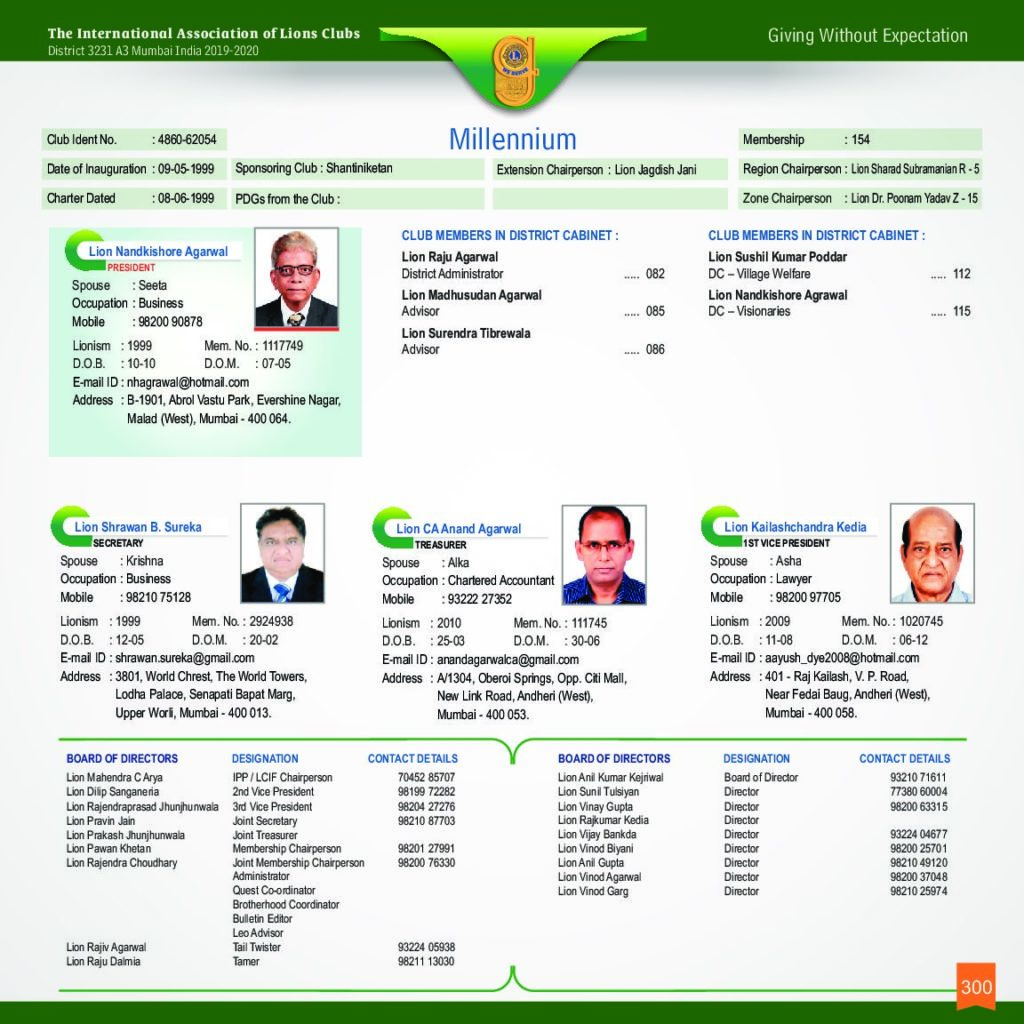 The International Association of Lions Clubs
District 3231 A3 Mumbai India 2019-2020
Giving Without Expectation
WE SERVE
Millennium
Club Ident No. : 4860-62054
Membership : 154
Date of Inauguration : 09-05-1999
Sponsoring Club : Shantiniketan
Extension Chairperson : Lion Jagdish Jani
Region Chairperson : Lion Sharad Subramanian R - 5
Charter Dated : 08-06-1999
PDGs from the Club :
Zone Chairperson : Lion Dr. Poonam Yadav Z - 15
Lion Nandkishore Agarwal
PRESIDENT
Spouse : Seeta
Occupation : Business
Mobile : 98200 90878
Lionism : 1999 Mem. No. : 1117749
D.O.B. : 10-10 D.O.M. : 07-05
E-mail ID : nhagrawal@hotmail.com
Address : B-1901, Abrol Vastu Park, Evershine Nagar,
Malad (West), Mumbai - 400 064.
CLUB MEMBERS IN DISTRICT CABINET :
Lion Raju Agarwal
District Administrator ..... 082
Lion Madhusudan Agarwal
Advisor ..... 085
Lion Surendra Tibrewala
Advisor ..... 086
CLUB MEMBERS IN DISTRICT CABINET :
Lion Sushil Kumar Poddar
DC – Village Welfare ..... 112
Lion Nandkishore Agrawal
DC – Visionaries ..... 115
Lion Shrawan B. Sureka
SECRETARY
Spouse : Krishna
Occupation : Business
Mobile : 98210 75128
Lionism : 1999 Mem. No. : 2924938
D.O.B. : 12-05 D.O.M. : 20-02
E-mail ID : shrawan.sureka@gmail.com
Address : 3801, World Chrest, The World Towers,
Lodha Palace, Senapati Bapat Marg,
Upper Worli, Mumbai - 400 013.
Lion CA Anand Agarwal
TREASURER
Spouse : Alka
Occupation : Chartered Accountant
Mobile : 93222 27352
Lionism : 2010 Mem. No. : 111745
D.O.B. : 25-03 D.O.M. : 30-06
E-mail ID : anandagarwalca@gmail.com
Address : A/1304, Oberoi Springs, Opp. Citi Mall,
New Link Road, Andheri (West),
Mumbai - 400 053.
Lion Kailashchandra Kedia
1ST VICE PRESIDENT
Spouse : Asha
Occupation : Lawyer
Mobile : 98200 97705
Lionism : 2009 Mem. No. : 1020745
D.O.B. : 11-08 D.O.M. : 06-12
E-mail ID : aayush_dye2008@hotmail.com
Address : 401 - Raj Kailash, V. P. Road,
Near Fedai Baug, Andheri (West),
Mumbai - 400 058.
BOARD OF DIRECTORS DESIGNATION CONTACT DETAILS
Lion Mahendra C Arya IPP / LCIF Chairperson 70452 85707
Lion Dilip Sanganeria 2nd Vice President 98199 72282
Lion Rajendraprasad Jhunjhunwala 3rd Vice President 98204 27276
Lion Pravin Jain Joint Secretary 98210 87703
Lion Prakash Jhunjhunwala Joint Treasurer
Lion Pawan Khetan Membership Chairperson 98201 27991
Lion Rajendra Choudhary Joint Membership Chairperson 98200 76330
Administrator
Quest Co-ordinator
Brotherhood Coordinator
Bulletin Editor
Leo Advisor
Lion Rajiv Agarwal Tail Twister 93224 05938
Lion Raju Dalmia Tamer 98211 13030
BOARD OF DIRECTORS DESIGNATION CONTACT DETAILS
Lion Anil Kumar Kejriwal Board of Director 93210 71611
Lion Sunil Tulsiyan Director 77380 60004
Lion Vinay Gupta Director 98200 63315
Lion Rajkumar Kedia Director
Lion Vijay Bankda Director 93224 04677
Lion Vinod Biyani Director 98200 25701
Lion Anil Gupta Director 98210 49120
Lion Vinod Agarwal Director 98200 37048
Lion Vinod Garg Director 98210 25974
300